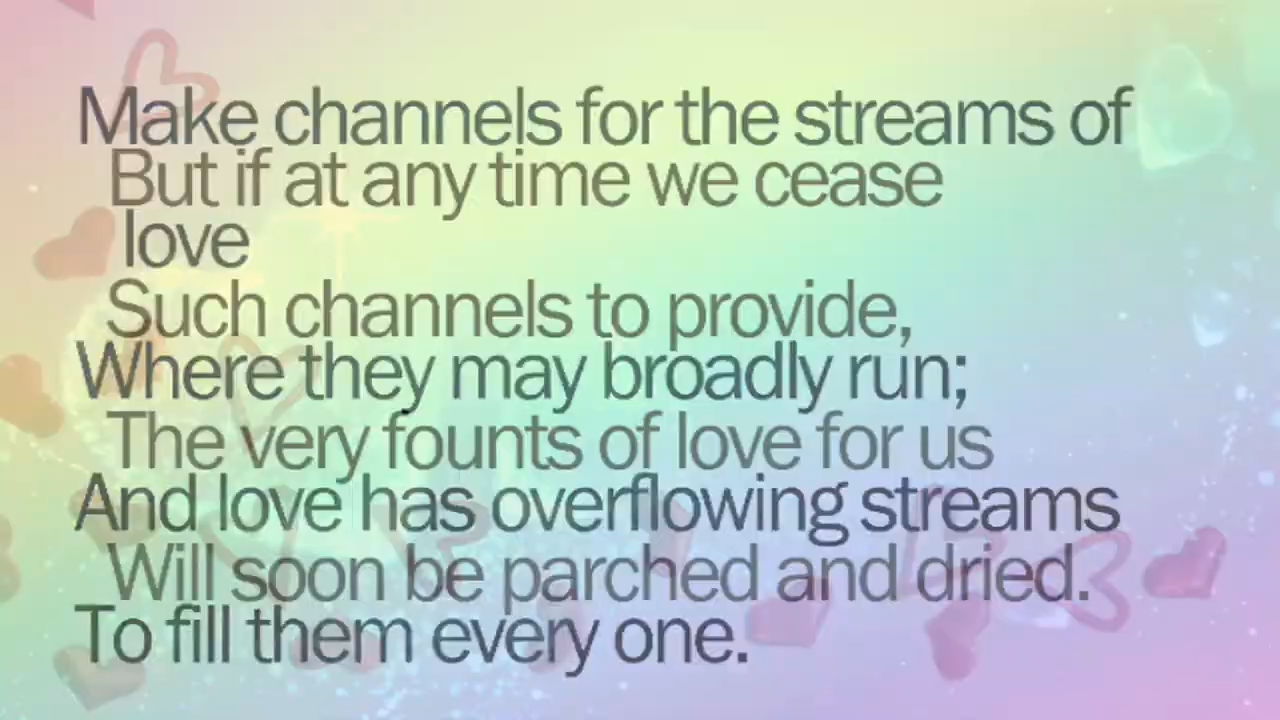 Make channels for the streams of
But if at any time we cease
love
Such channels to provide,
Where they may broadly run;
The very founts of love for us
And love has overflowing streams
Will soon be parched and dried.
To fill them every one.